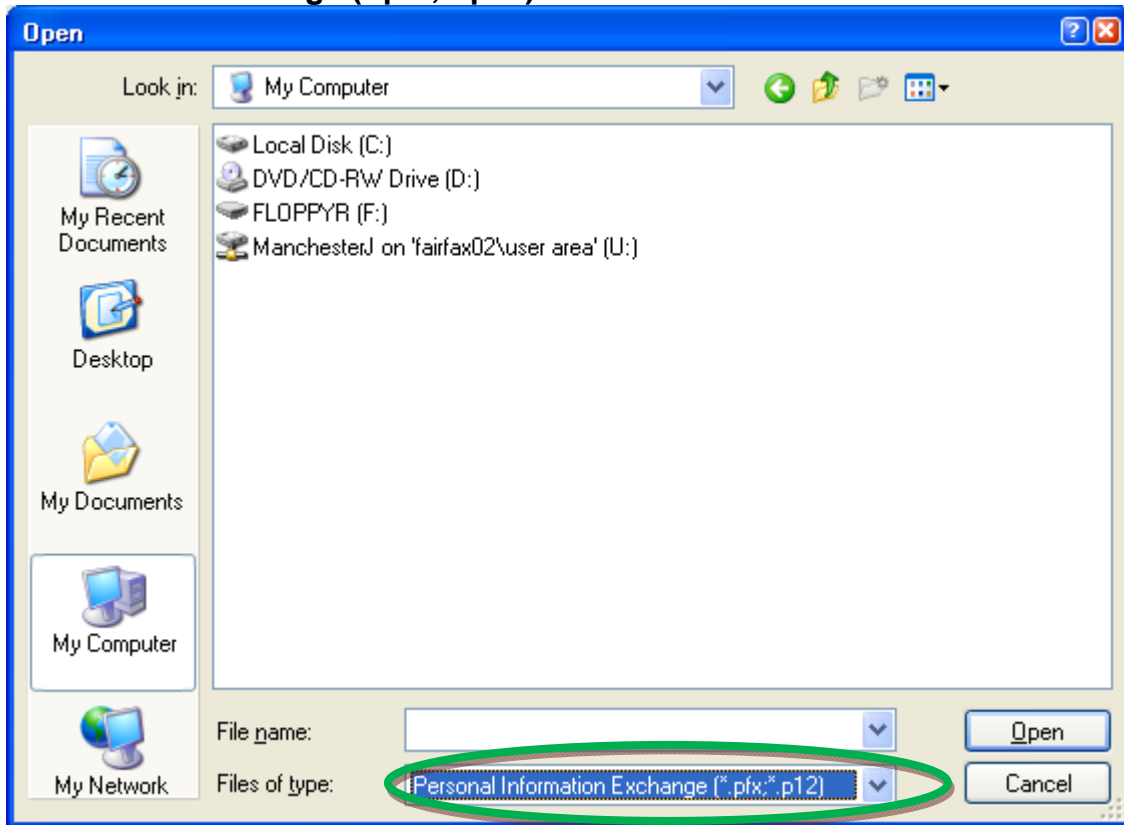 Open
Look in:
My Computer
Local Disk (C:)
DVD/CD-RW Drive (D:)
FLOPPYR (F:)
ManchesterJ on 'fairfax02\user area' (U:)
My Recent
Documents
Desktop
My Documents
My Computer
My Network
File name:
Open
Files of type:
Personal Information Exchange (*.pfx;*.p12)
Cancel